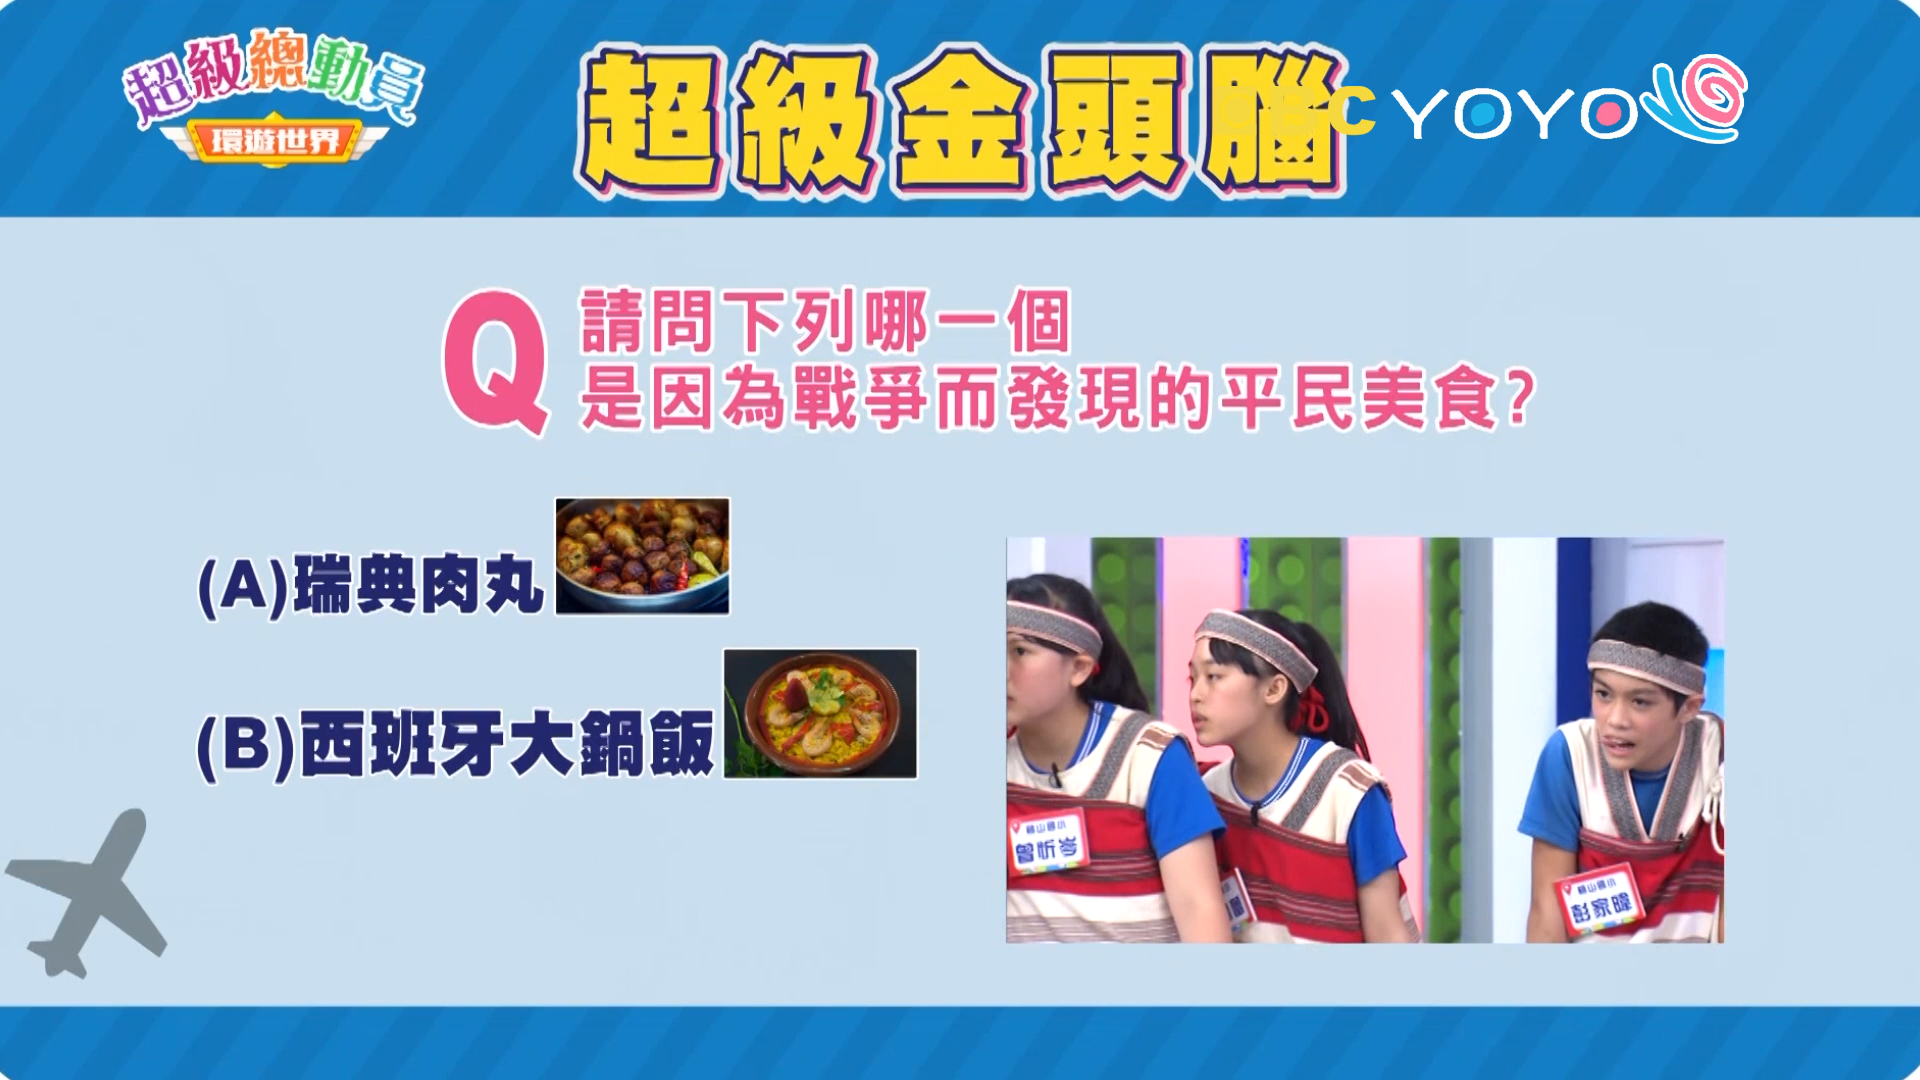 超級總動員
環遊世界
超級金頭腦
YOYO
Q 請問下列哪一個
是因為戰爭而發現的平民美食?
(A)瑞典肉丸
(B)西班牙大鍋飯
曾忻岑
彭家暐